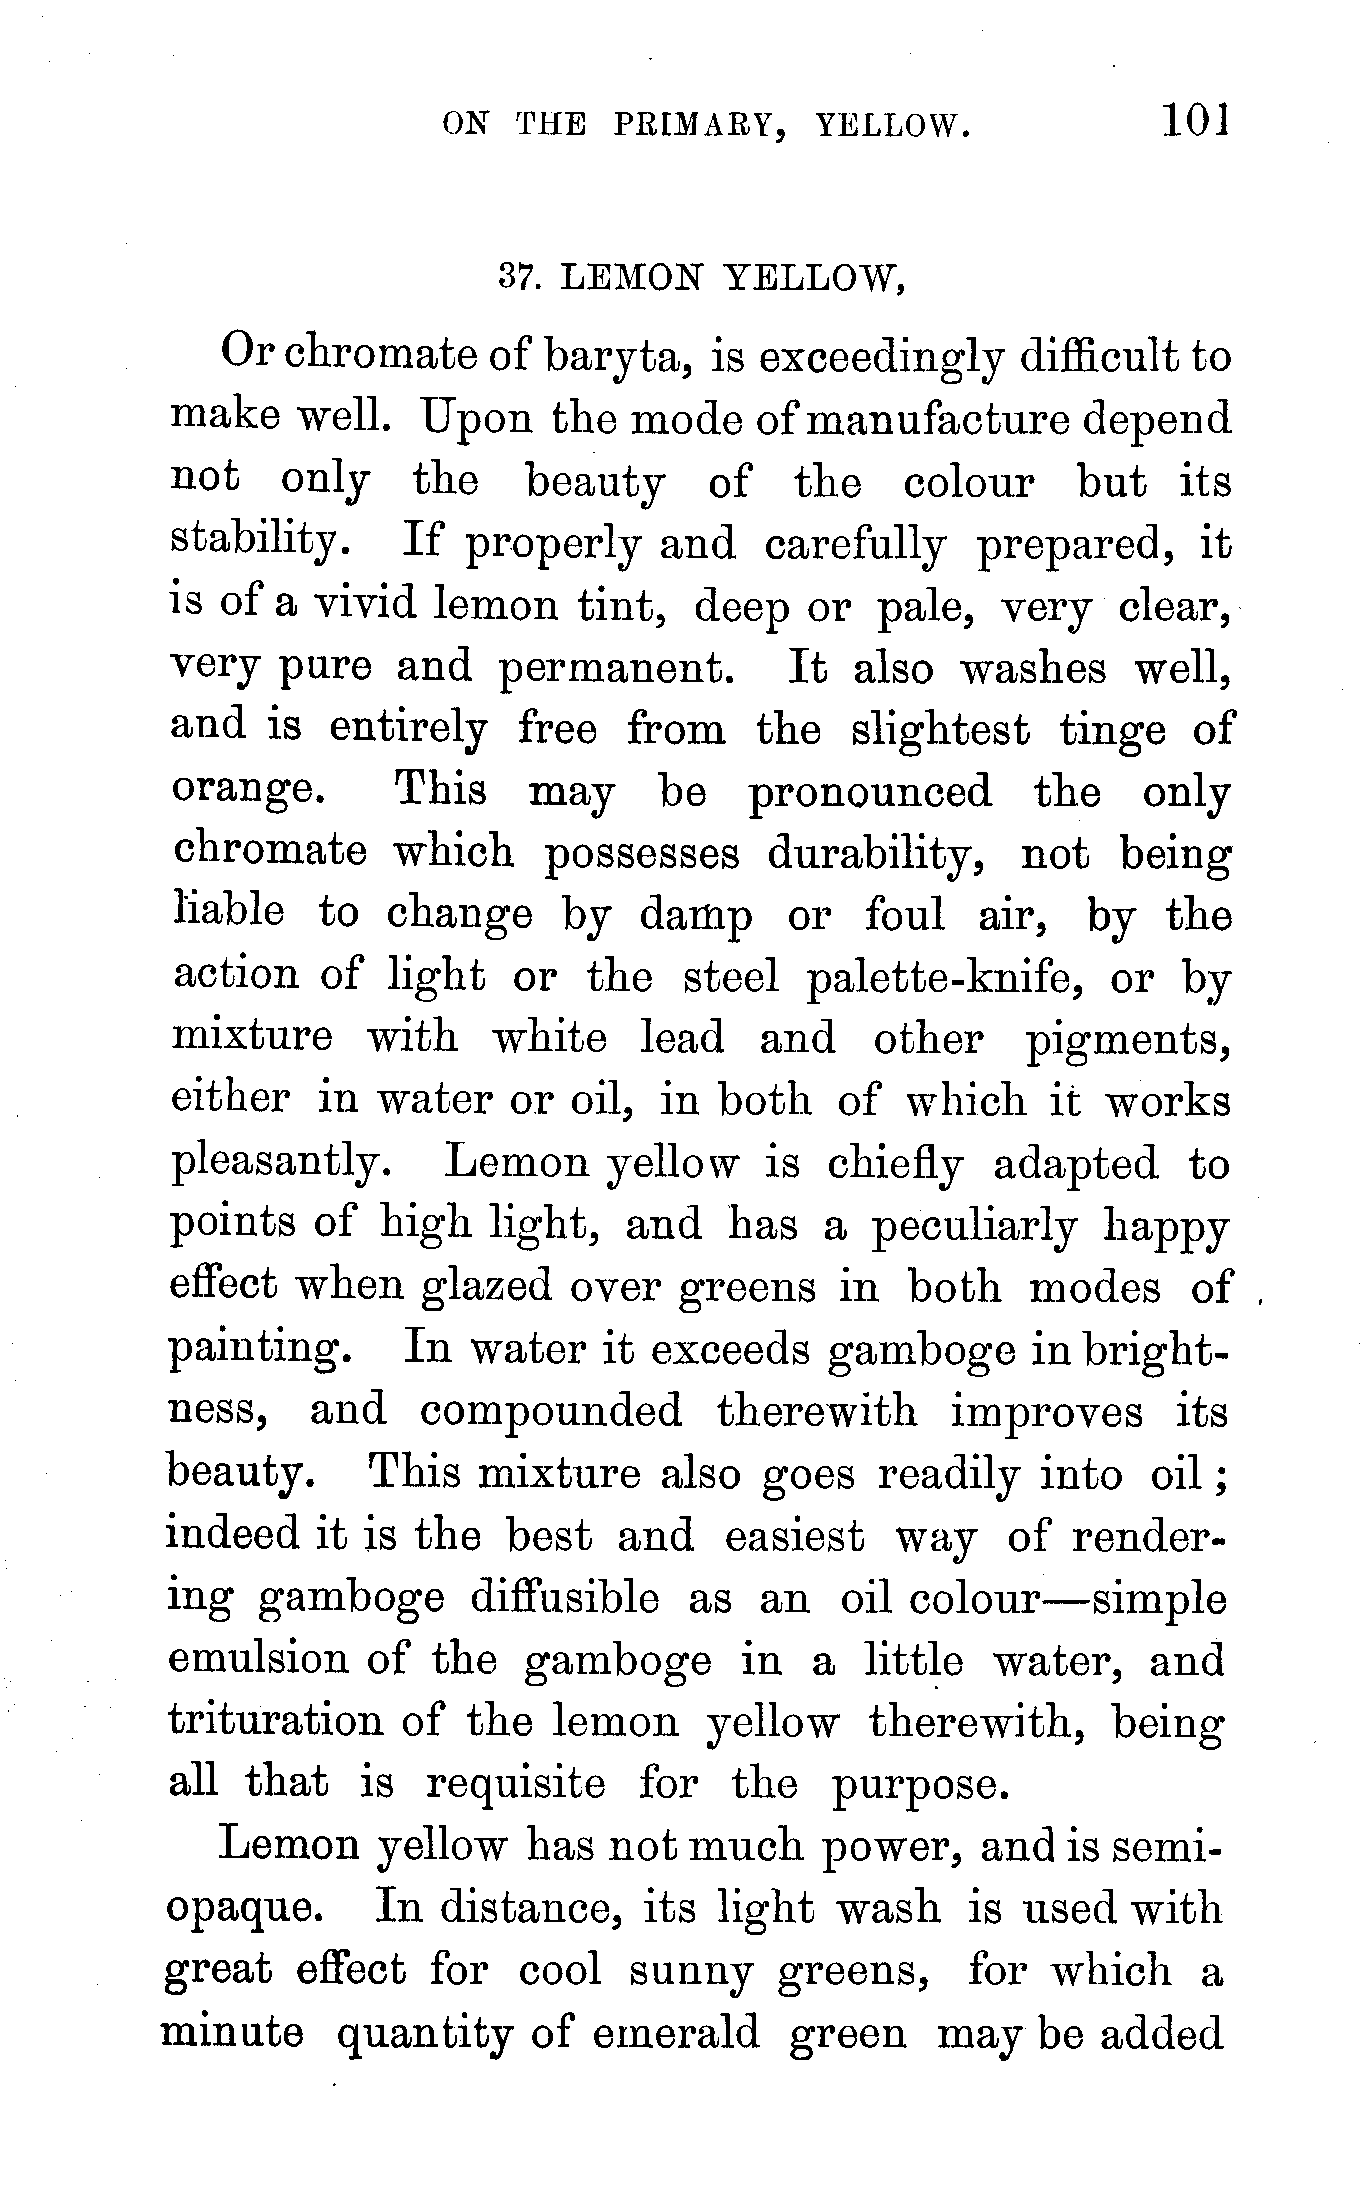 ON THE PRIMARY, YELLOW. 101
37. LEMON YELLOW,
Or chromate of baryta, is exceedingly difficult to
make well. Upon the mode of manufacture depend
not only the beauty of the colour but its
stability. If properly and carefully prepared, it
is of a vivid lemon tint, deep or pale, very clear,
very pure and permanent. It also washes well,
and is entirely free from the slightest tinge of
orange. This may be pronounced the only
chromate which possesses durability, not being
liable to change by damp or foul air, by the
action of light or the steel palette-knife, or by
mixture with white lead and other pigments,
either in water or oil, in both of which it works
pleasantly. Lemon yellow is chiefly adapted to
points of high light, and has a peculiarly happy
effect when glazed over greens in both modes of
painting. In water it exceeds gamboge in bright-
ness, and compounded therewith improves its
beauty. This mixture also goes readily into oil;
indeed it is the best and easiest way of render-
ing gamboge diffusible as an oil colour—simple
emulsion of the gamboge in a little water, and
trituration of the lemon yellow therewith, being
all that is requisite for the purpose.
Lemon yellow has not much power, and is semi-
opaque. In distance, its light wash is used with
great effect for cool sunny greens, for which a
minute quantity of emerald green may be added